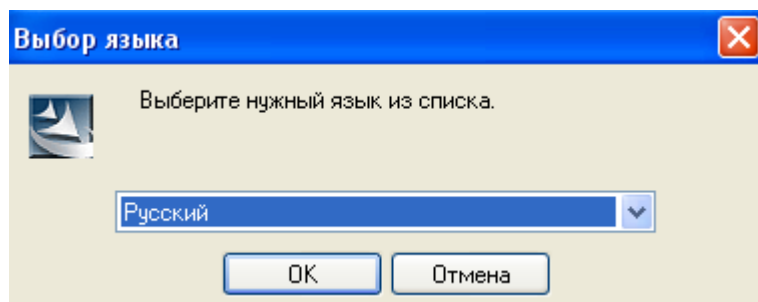 Выбор языка
Выберите нужный язык из списка.
Русский
OK Отмена